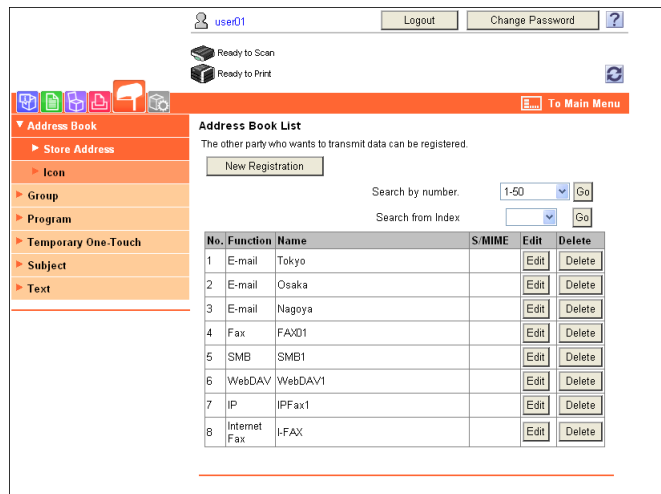 user01 Logout Change Password ?
Ready to Scan
Ready to Print
To Main Menu
Address Book
Store Address
Icon
Group
Program
Temporary One-Touch
Subject
Text
Address Book List
The other party who wants to transmit data can be registered.
New Registration
Search by number. 1-50 Go
Search from Index Go
No. Function Name S/MIME Edit Delete
1 E-mail Tokyo Edit Delete
2 E-mail Osaka Edit Delete
3 E-mail Nagoya Edit Delete
4 Fax FAX01 Edit Delete
5 SMB SMB1 Edit Delete
6 WebDAV WebDAV1 Edit Delete
7 IP IPFax1 Edit Delete
8 Internet Fax I-FAX Edit Delete